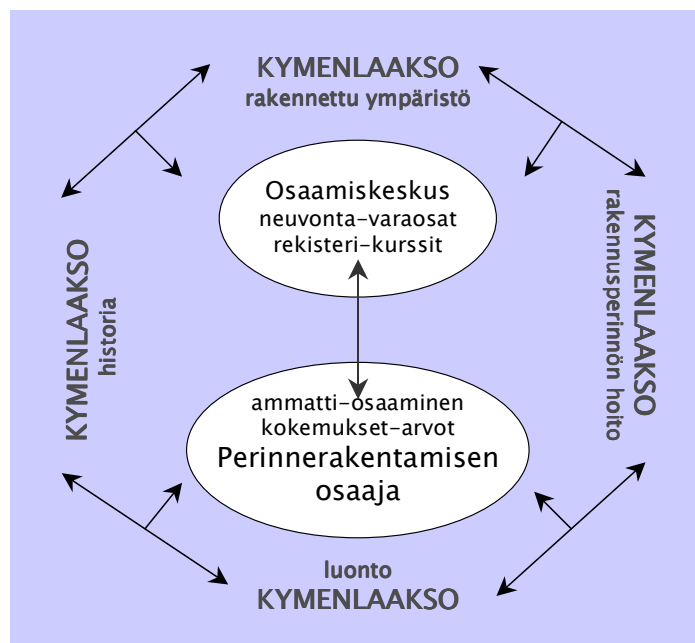 KYMENLAAKSO
rakennettu ympäristö
Osaamiskeskus
neuvonta-varaosat
rekisteri-kurssit
KYMENLAAKSO
historia
KYMENLAAKSO
rakennusperinnön hoito
ammatti-osaaminen
kokemukset-arvot
Perinnerakentamisen
osaaja
luonto
KYMENLAAKSO